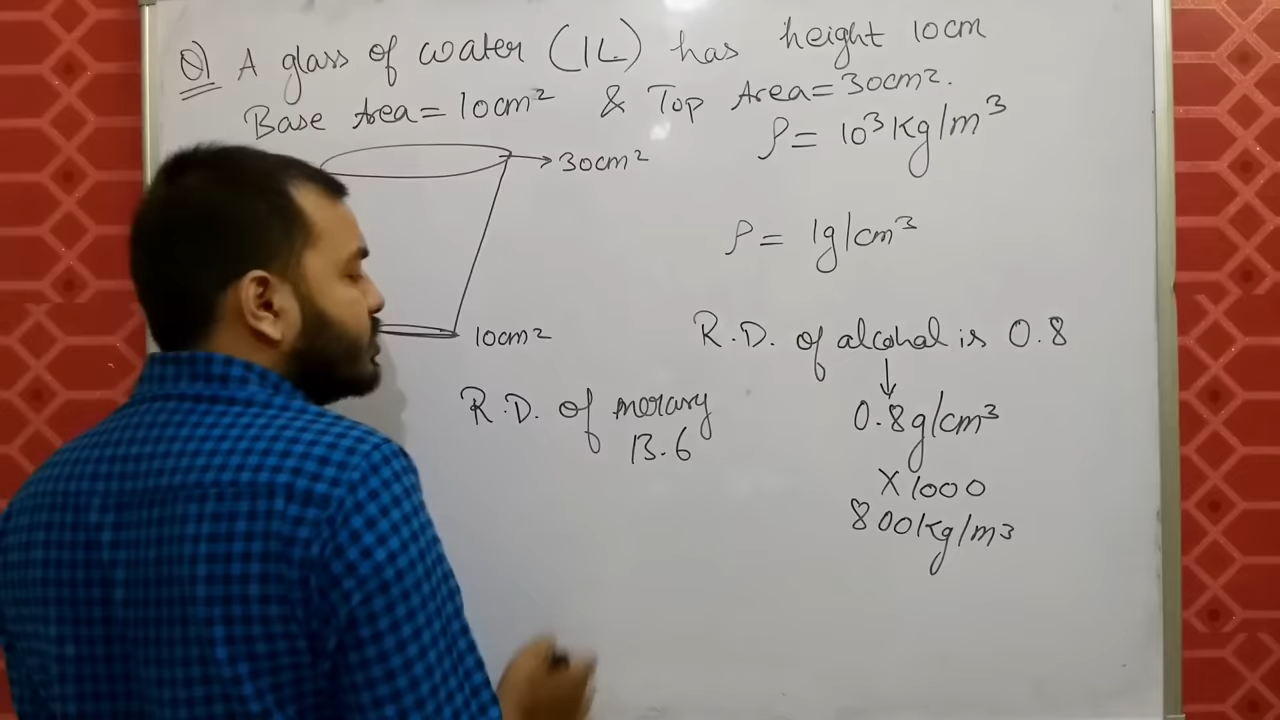 Q) A glass of water (1L) has height 10cm
Base Area = 10cm² & Top Area = 30cm².
ρ = 10³ Kg/m³
30cm²
ρ = 1g/cm³
10cm²
R.D. of alcohal is 0.8
R.D. of mercury
13.6
0.8g/cm³
X1000
800kg/m³